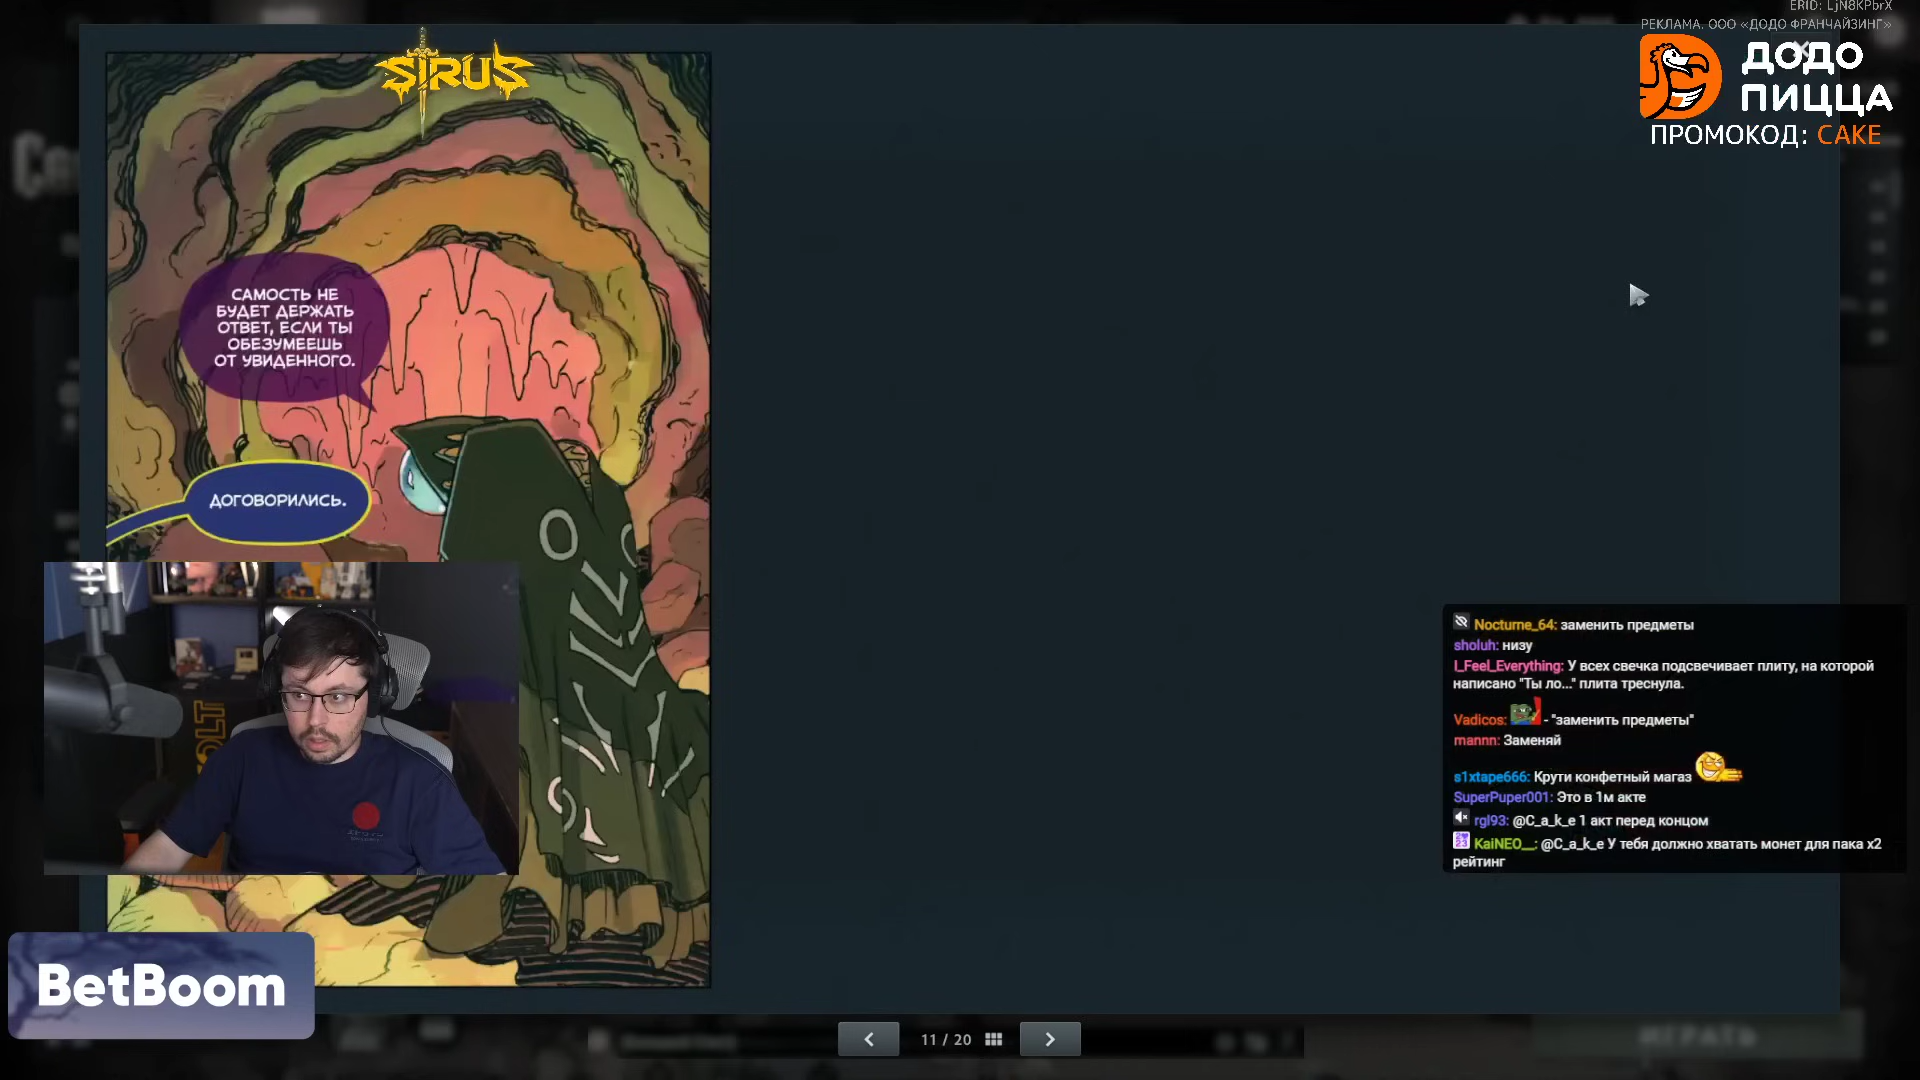 ERID: LjN8KPbrX
РЕКЛАМА. ООО «ДОДО ФРАНЧАЙЗИНГ»
ДОДО
ПИЦЦА
ПРОМОКОД: CAKE
SIRUS
САМОСТЬ НЕ
БУДЕТ ДЕРЖАТЬ
ОТВЕТ, ЕСЛИ ТЫ
ОБЕЗУМЕЕШЬ
ОТ УВИДЕННОГО.
ДОГОВОРИЛИСЬ.
Nocturne_64: заменить предметы
sholuh: низу
I_Feel_Everything: У всех свечка подсвечивает плиту, на которой
написано "Ты ло..." плита треснула.
Vadicos: - "заменить предметы"
mannn: Заменяй
s1xtape666: Крути конфетный магаз
SuperPuper001: Это в 1м акте
rgl93: @C_a_k_e 1 акт перед концом
KaiNEO__: @C_a_k_e У тебя должно хватать монет для пака х2
рейтинг
BetBoom
11 / 20
ИГРАТЬ